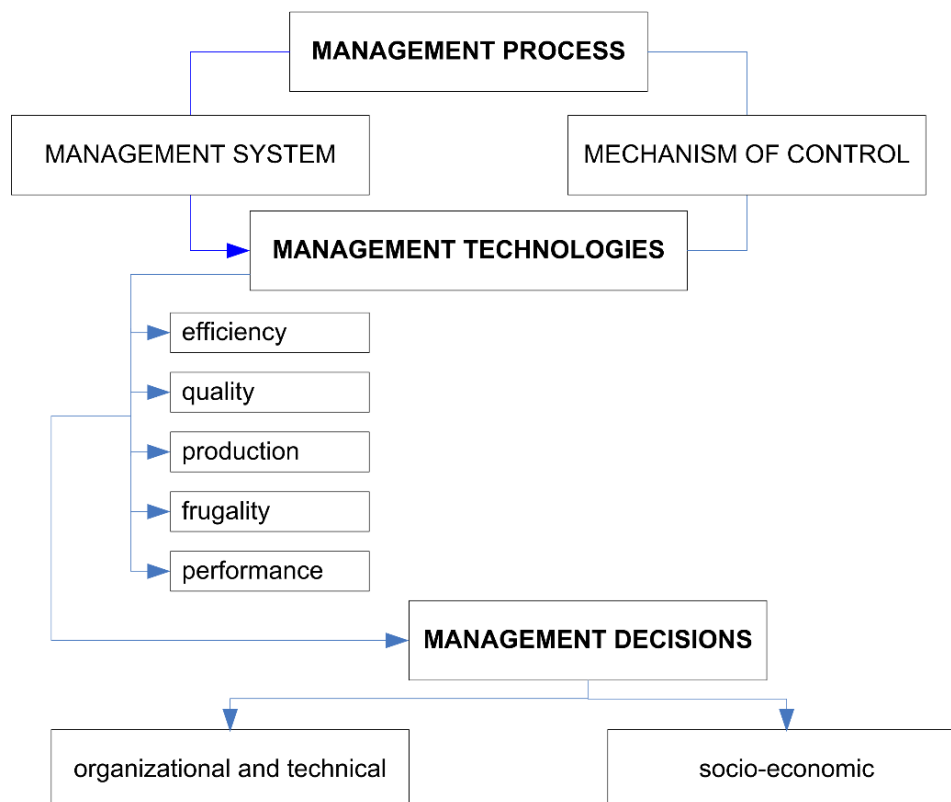 MANAGEMENT PROCESS
MANAGEMENT SYSTEM
MECHANISM OF CONTROL
MANAGEMENT TECHNOLOGIES
efficiency
quality
production
frugality
performance
MANAGEMENT DECISIONS
organizational and technical
socio-economic